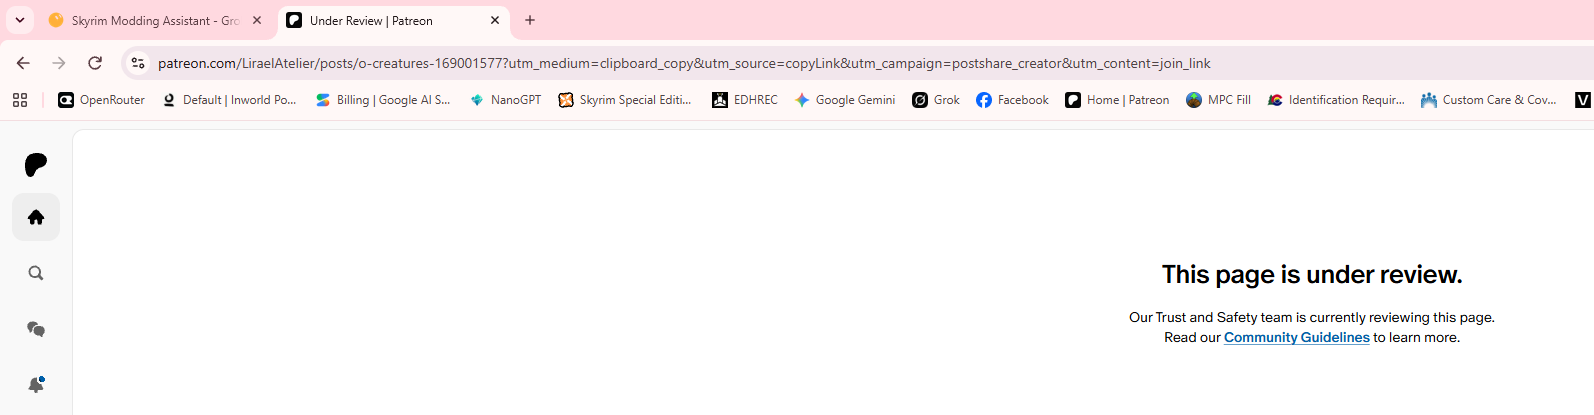 Skyrim Modding Assistant - Gro
Under Review | Patreon
patreon.com/LiraelAtelier/posts/o-creatures-169001577?utm_medium=clipboard_copy&utm_source=copyLink&utm_campaign=postshare_creator&utm_content=join_link
OpenRouter
Default | Inworld Po...
Billing | Google AI S...
NanoGPT
Skyrim Special Editi...
EDHREC
Google Gemini
Grok
Facebook
Home | Patreon
MPC Fill
Identification Requir...
Custom Care & Cov...
V
This page is under review.
Our Trust and Safety team is currently reviewing this page.
Read our Community Guidelines to learn more.